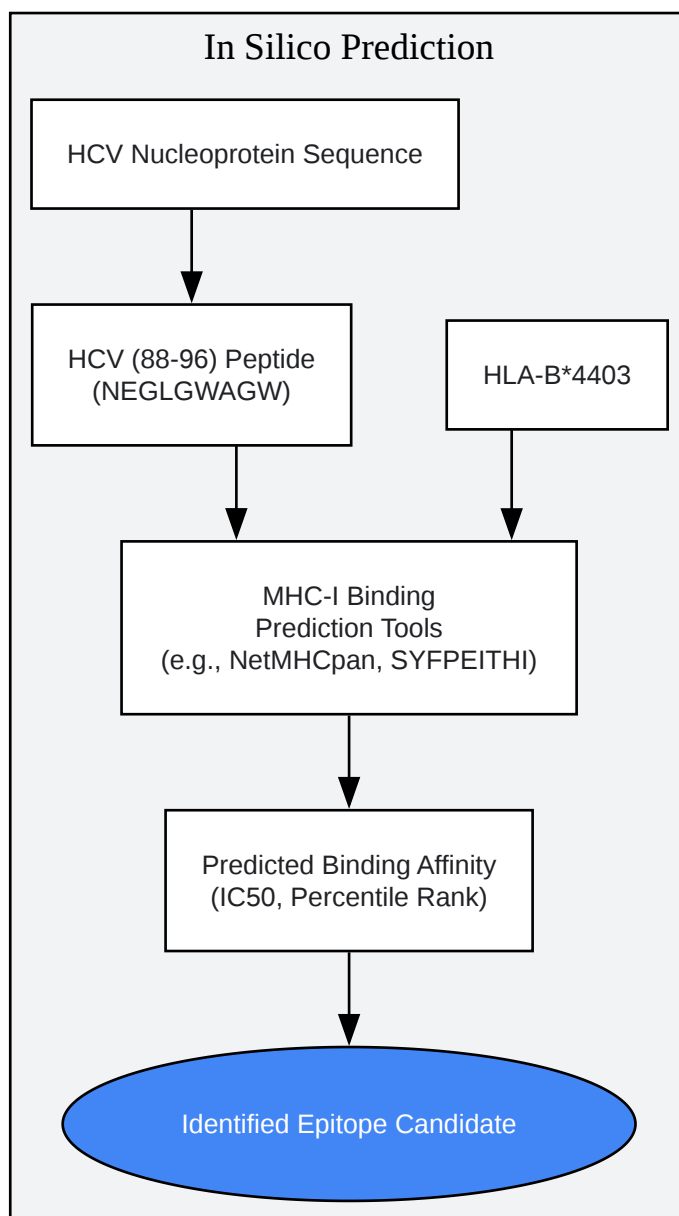 In Silico Prediction
HCV Nucleoprotein Sequence
HCV (88-96) Peptide
(NEGLGWAGW)
HLA-B*4403
MHC-I Binding
Prediction Tools
(e.g., NetMHCpan, SYFPEITHI)
Predicted Binding Affinity
(IC50, Percentile Rank)
Identified Epitope Candidate